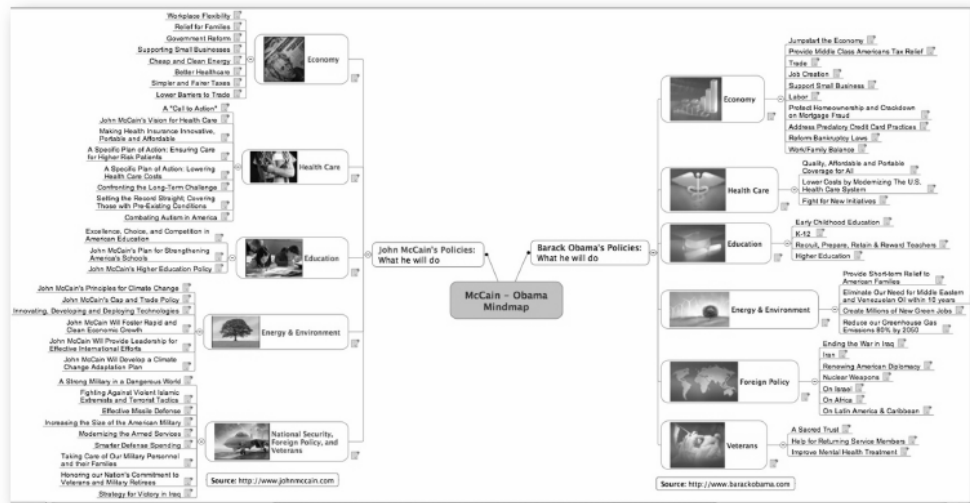 Workplace Flexibility
Relief for Families
Government Reform
Supporting Small Businesses
Cheap and Clean Energy
Better Healthcare
Simpler and Fairer Taxes
Lower Barriers to Trade
Economy
A "Call to Action"
John McCain's Vision for Health Care
Making Health Insurance Innovative,
Portable and Affordable
A Specific Plan of Action: Ensuring Care
for Higher Risk Patients
A Specific Plan of Action: Lowering
Health Care Costs
Confronting the Long-Term Challenge
Setting the Record Straight; Covering
Those with Pre-Existing Conditions
Combating Autism in America
Health Care
Excellence, Choice, and Competition in
American Education
John McCain's Plan for Strengthening
America's Schools
John McCain's Higher Education Policy
Education
John McCain's Principles for Climate Change
John McCain's Cap and Trade Policy
Innovating, Developing and Deploying Technologies
John McCain Will Foster Rapid and
Clean Economic Growth
John McCain Will Provide Leadership for
Effective International Efforts
John McCain Will Develop a Climate
Change Adaptation Plan
Energy & Environment
A Strong Military in a Dangerous World
Fighting Against Violent Islamic
Extremists and Terrorist Tactics
Effective Missile Defense
Increasing the Size of the American Military
Modernizing the Armed Services
Smarter Defense Spending
Taking Care of Our Military Personnel
and their Families
Honoring our Nation's Commitment to
Veterans and Military Retirees
Strategy for Victory in Iraq
National Security,
Foreign Policy, and
Veterans
Source: http://www.johnmccain.com
John McCain's Policies:
What he will do
McCain - Obama
Mindmap
Barack Obama's Policies:
What he will do
Economy
Jumpstart the Economy
Provide Middle Class Americans Tax Relief
Trade
Job Creation
Support Small Business
Labor
Protect Homeownership and Crackdown
on Mortgage Fraud
Address Predatory Credit Card Practices
Reform Bankruptcy Laws
Work/Family Balance
Health Care
Quality, Affordable and Portable
Coverage for All
Lower Costs by Modernizing The U.S.
Health Care System
Fight for New Initiatives
Education
Early Childhood Education
K-12
Recruit, Prepare, Retain & Reward Teachers
Higher Education
Energy & Environment
Provide Short-term Relief to
American Families
Eliminate Our Need for Middle Eastern
and Venezuelan Oil within 10 years
Create Millions of New Green Jobs
Reduce our Greenhouse Gas
Emissions 80% by 2050
Foreign Policy
Ending the War in Iraq
Iran
Renewing American Diplomacy
Nuclear Weapons
On Israel
On Africa
On Latin America & Caribbean
Veterans
A Sacred Trust
Help for Returning Service Members
Improve Mental Health Treatment
Source: http://www.barackobama.com